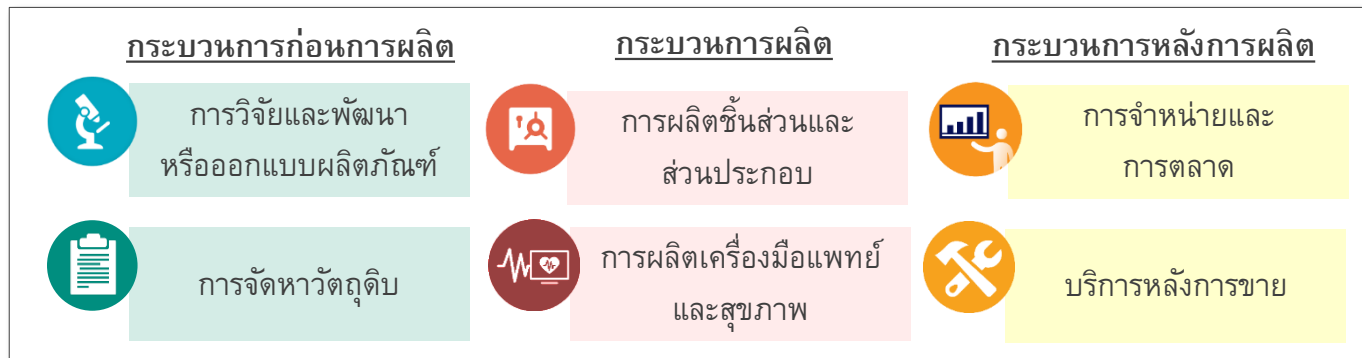 กระบวนการก่อนการผลิต
การวิจัยและพัฒนา
หรือออกแบบผลิตภัณฑ์
การจัดหาวัตถุดิบ
กระบวนการผลิต
การผลิตชิ้นส่วนและ
ส่วนประกอบ
การผลิตเครื่องมือแพทย์
และสุขภาพ
กระบวนการหลังการผลิต
การจำหน่ายและ
การตลาด
บริการหลังการขาย